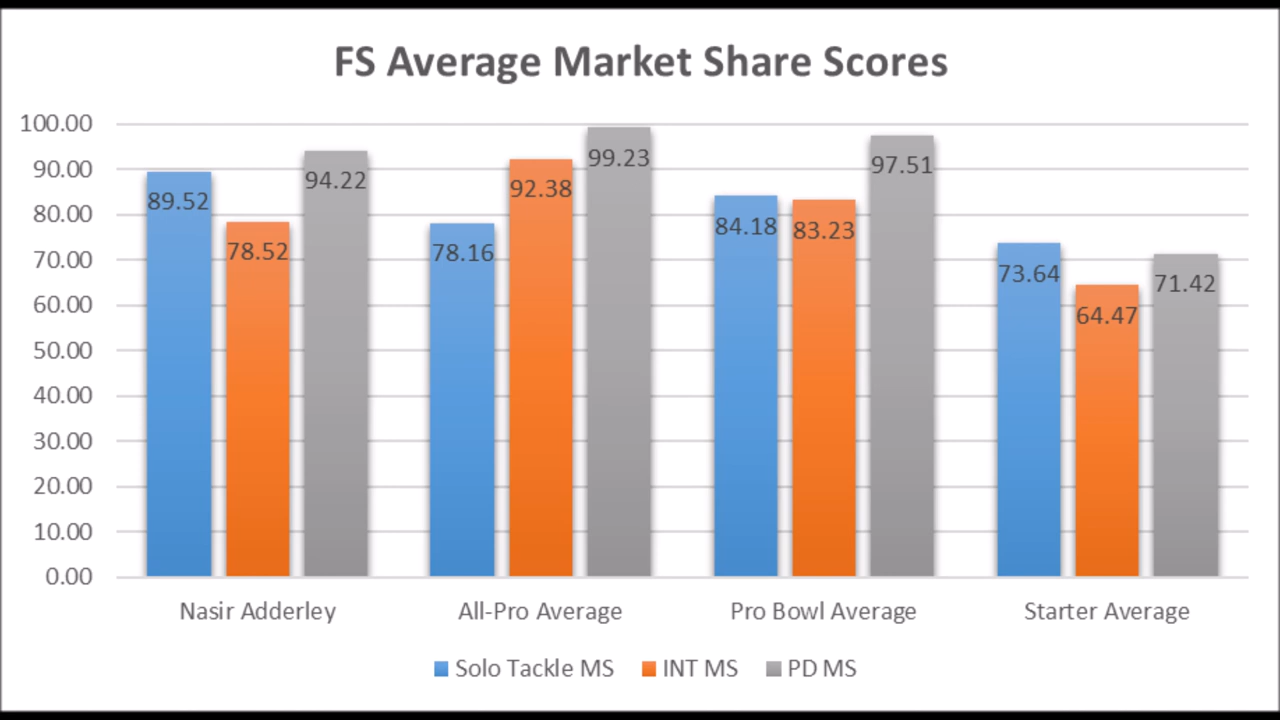 FS Average Market Share Scores
100.00
90.00
80.00
70.00
60.00
50.00
40.00
30.00
20.00
10.00
0.00
89.52
78.52
94.22
78.16
92.38
99.23
84.18
83.23
97.51
73.64
64.47
71.42
Nasir Adderley
All-Pro Average
Pro Bowl Average
Starter Average
Solo Tackle MS
INT MS
PD MS